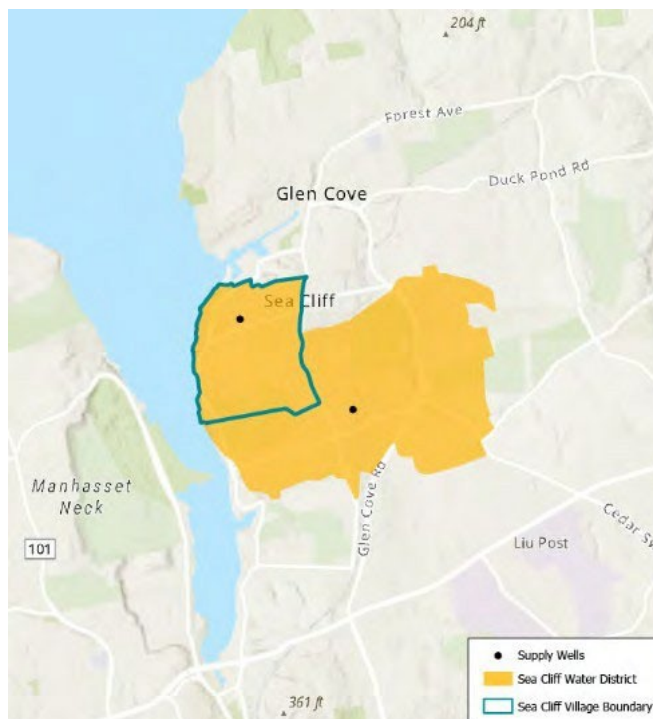 204 ft
Forest Ave
Duck Pond Rd
Glen Cove
Sea Cliff
Manhasset
Neck
Glen Cove Rd
101
Cedar Sw
Liu Post
Supply Wells
Sea Cliff Water District
Sea Cliff Village Boundary
361 ft